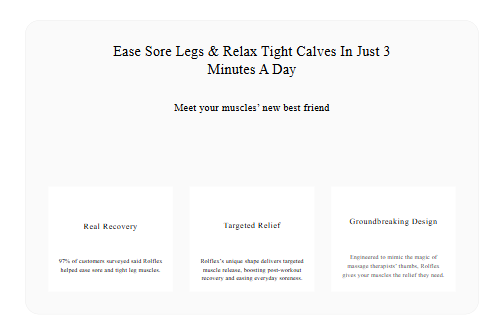 Ease Sore Legs & Relax Tight Calves In Just 3
Minutes A Day
Meet your muscles’ new best friend
Real Recovery
97% of customers surveyed said Rolflex
helped ease sore and tight leg muscles.
Targeted Relief
Rolflex’s unique shape delivers targeted
muscle release, boosting post-workout
recovery and easing everyday soreness.
Groundbreaking Design
Engineered to mimic the magic of
massage therapists’ thumbs, Rolflex
gives your muscles the relief they need.